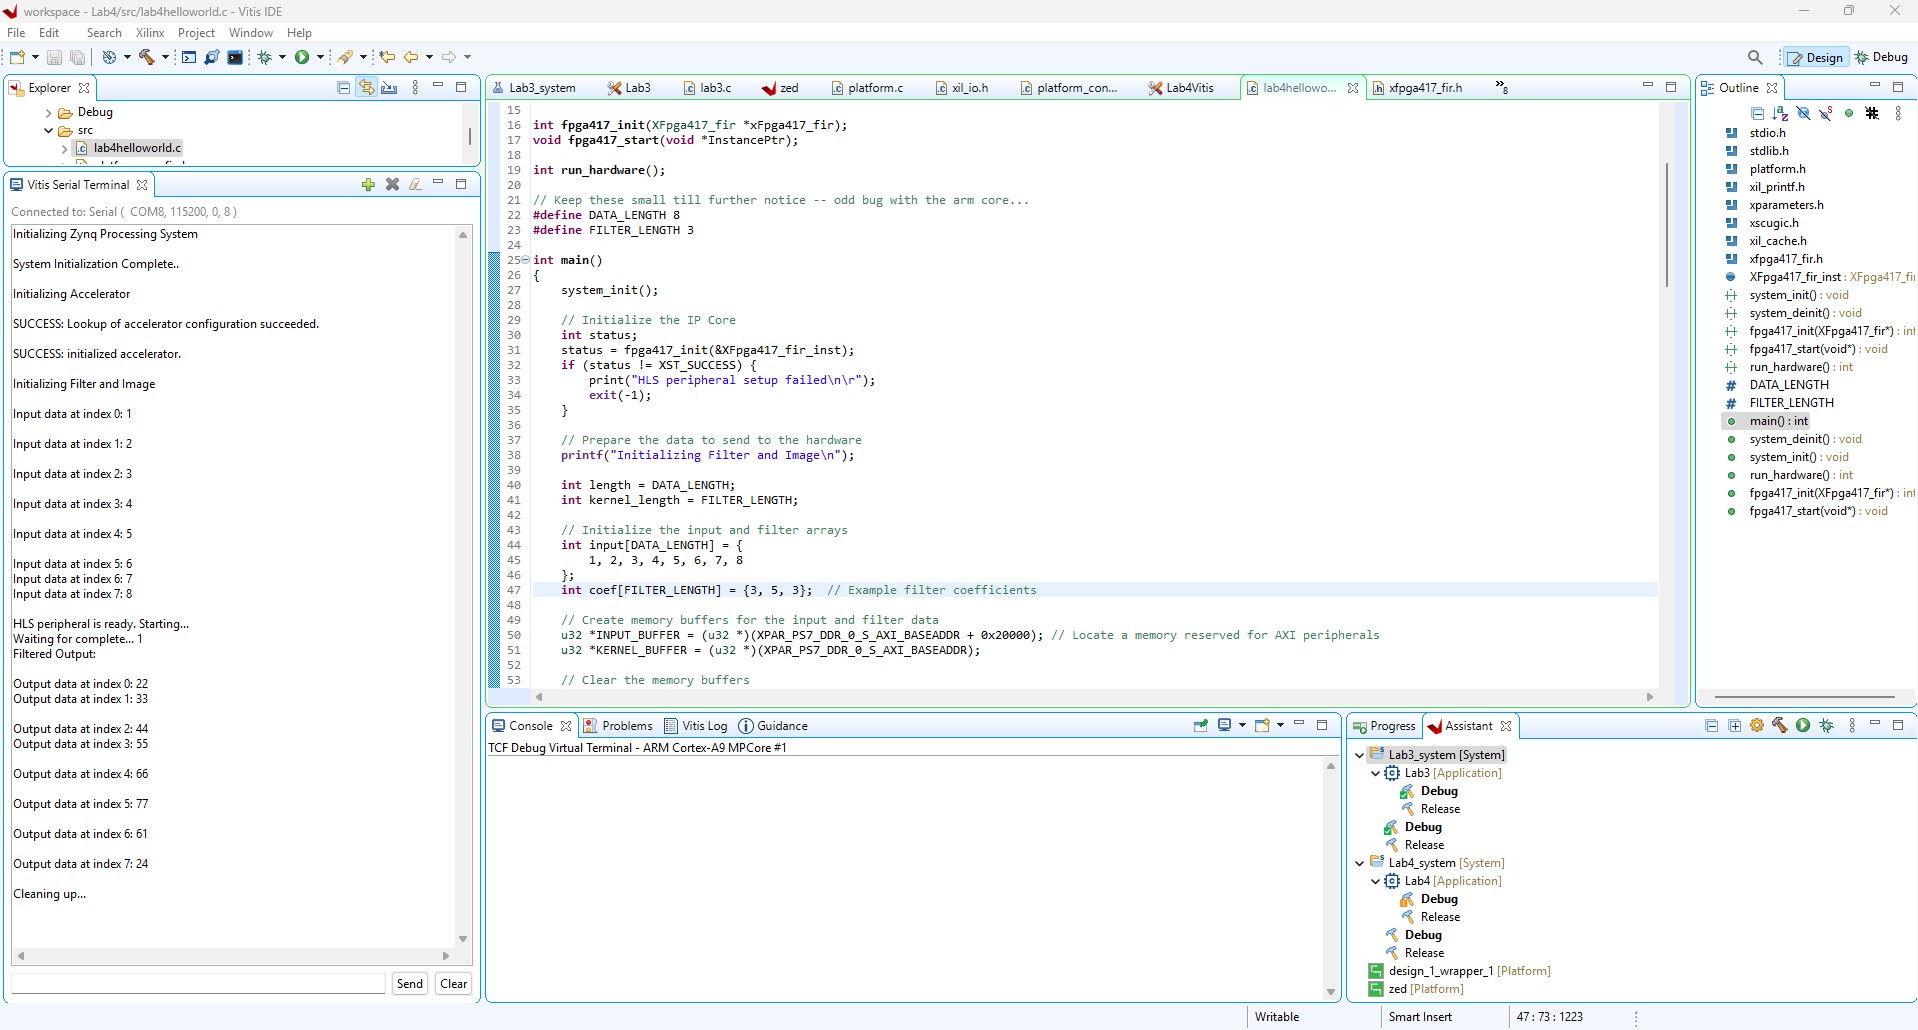 workspace - Lab4/src/lab4helloworld.c - Vitis IDE
File Edit Search Xilinx Project Window Help
Design Debug
Explorer
Debug
src
lab4helloworld.c
Vitis Serial Terminal
Connected to: Serial ( COM8, 115200, 0, 8 )
Initializing Zynq Processing System
System Initialization Complete..
Initializing Accelerator
SUCCESS: Lookup of accelerator configuration succeeded.
SUCCESS: initialized accelerator.
Initializing Filter and Image
Input data at index 0: 1
Input data at index 1: 2
Input data at index 2: 3
Input data at index 3: 4
Input data at index 4: 5
Input data at index 5: 6
Input data at index 6: 7
Input data at index 7: 8
HLS peripheral is ready. Starting...
Waiting for complete... 1
Filtered Output:
Output data at index 0: 22
Output data at index 1: 33
Output data at index 2: 44
Output data at index 3: 55
Output data at index 4: 66
Output data at index 5: 77
Output data at index 6: 61
Output data at index 7: 24
Cleaning up...
Send Clear
Lab3_system Lab3 lab3.c zed platform.c xil_io.h platform_con... Lab4Vitis lab4hellowo... xfpga417_fir.h »8
15
16 int fpga417_init(XFpga417_fir *xFpga417_fir);
17 void fpga417_start(void *InstancePtr);
18
19 int run_hardware();
20
21 // Keep these small till further notice -- odd bug with the arm core...
22 #define DATA_LENGTH 8
23 #define FILTER_LENGTH 3
24
25 int main()
26 {
27 system_init();
28
29 // Initialize the IP Core
30 int status;
31 status = fpga417_init(&XFpga417_fir_inst);
32 if (status != XST_SUCCESS) {
33 print("HLS peripheral setup failed\n\r");
34 exit(-1);
35 }
36
37 // Prepare the data to send to the hardware
38 printf("Initializing Filter and Image\n");
39
40 int length = DATA_LENGTH;
41 int kernel_length = FILTER_LENGTH;
42
43 // Initialize the input and filter arrays
44 int input[DATA_LENGTH] = {
45 1, 2, 3, 4, 5, 6, 7, 8
46 };
47 int coef[FILTER_LENGTH] = {3, 5, 3}; // Example filter coefficients
48
49 // Create memory buffers for the input and filter data
50 u32 *INPUT_BUFFER = (u32 *)(XPAR_PS7_DDR_0_S_AXI_BASEADDR + 0x20000); // Locate a memory reserved for AXI peripherals
51 u32 *KERNEL_BUFFER = (u32 *)(XPAR_PS7_DDR_0_S_AXI_BASEADDR);
52
53 // Clear the memory buffers
Outline
stdio.h
stdlib.h
platform.h
xil_printf.h
xparameters.h
xscugic.h
xil_cache.h
xfpga417_fir.h
XFpga417_fir_inst : XFpga417_fi
system_init() : void
system_deinit() : void
fpga417_init(XFpga417_fir*) : int
fpga417_start(void*) : void
run_hardware() : int
DATA_LENGTH
FILTER_LENGTH
main() : int
system_deinit() : void
system_init() : void
run_hardware() : int
fpga417_init(XFpga417_fir*) : int
fpga417_start(void*) : void
Console Problems Vitis Log Guidance
TCF Debug Virtual Terminal - ARM Cortex-A9 MPCore #1
Progress Assistant
Lab3_system [System]
Lab3 [Application]
Debug
Release
Debug
Release
Lab4_system [System]
Lab4 [Application]
Debug
Release
Debug
Release
design_1_wrapper_1 [Platform]
zed [Platform]
Writable Smart Insert 47 : 73 : 1223